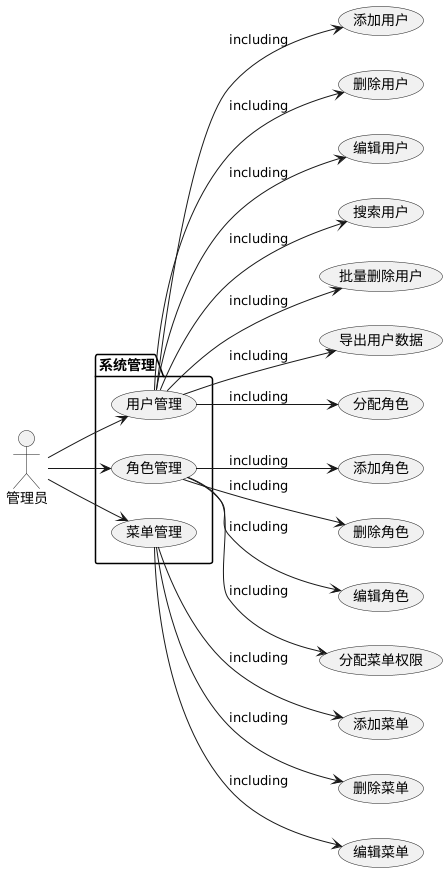 添加用户
including
删除用户
including
编辑用户
including
搜索用户
including
批量删除用户
including
导出用户数据
including
系统管理
用户管理
including
分配角色
管理员
角色管理
including
添加角色
including
删除角色
菜单管理
including
编辑角色
including
分配菜单权限
including
添加菜单
including
删除菜单
including
编辑菜单